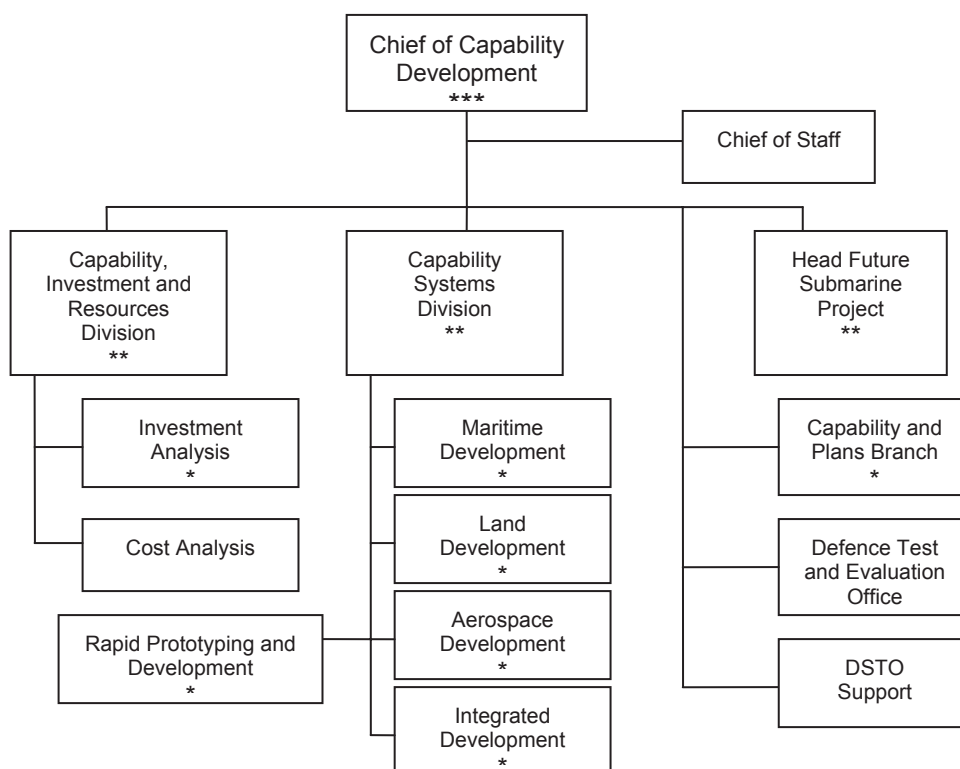 Chief of Capability
Development
***
Chief of Staff
Capability,
Investment and
Resources
Division
**
Capability
Systems
Division
**
Head Future
Submarine
Project
**
Investment
Analysis
*
Maritime
Development
*
Capability and
Plans Branch
*
Cost Analysis
Land
Development
*
Defence Test
and Evaluation
Office
Rapid Prototyping and
Development
*
Aerospace
Development
*
DSTO
Support
Integrated
Development
*